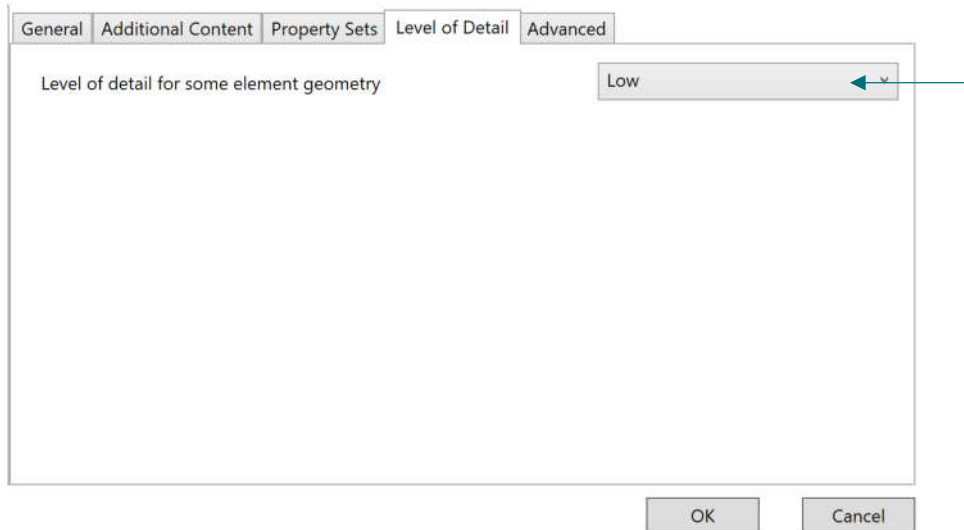 General Additional Content Property Sets Level of Detail Advanced
Level of detail for some element geometry Low
OK Cancel